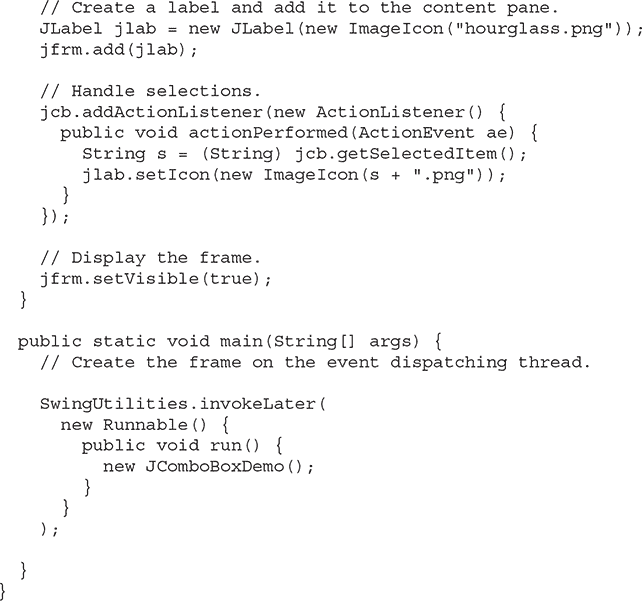 // Create a label and add it to the content pane.
    JLabel jlab = new JLabel(new ImageIcon("hourglass.png"));
    jfrm.add(jlab);

    // Handle selections.
    jcb.addActionListener(new ActionListener() {
      public void actionPerformed(ActionEvent ae) {
        String s = (String) jcb.getSelectedItem();
        jlab.setIcon(new ImageIcon(s + ".png"));
      }
    });

    // Display the frame.
    jfrm.setVisible(true);
  }

  public static void main(String[] args) {
    // Create the frame on the event dispatching thread.

    SwingUtilities.invokeLater(
      new Runnable() {
        public void run() {
          new JComboBoxDemo();
        }
      }
    );

  }
}